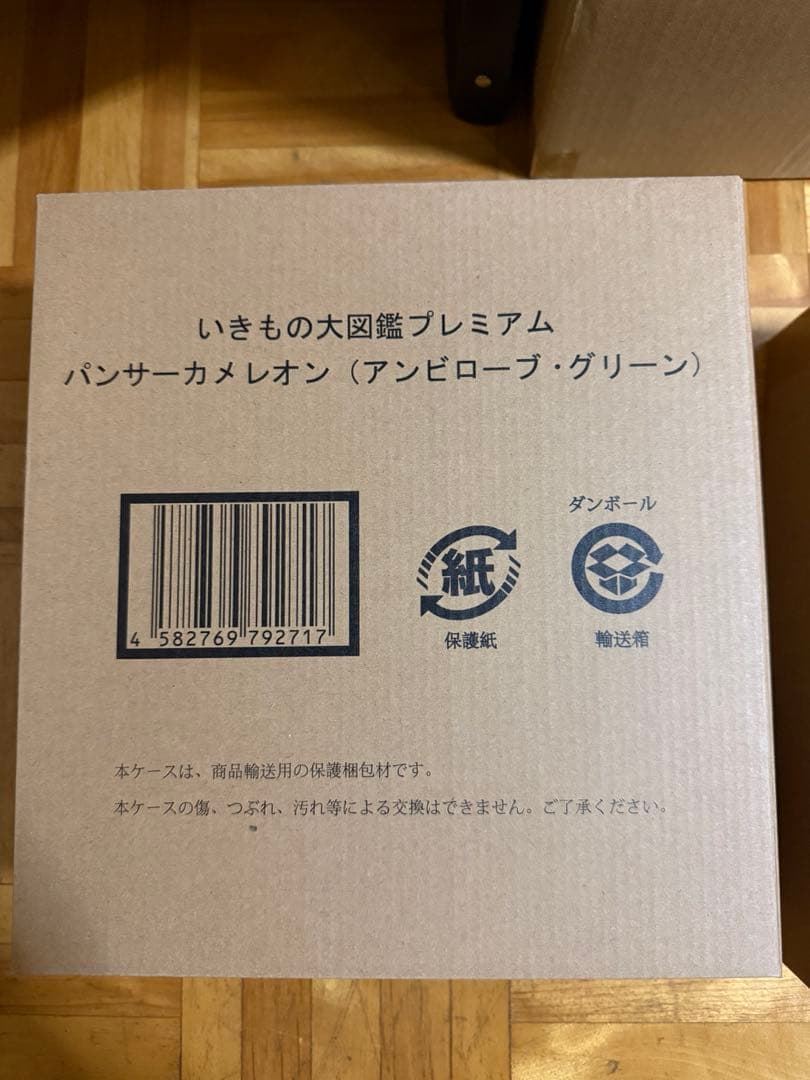 いきもの大図鑑プレミアム
パンサーカメレオン（アンビローブ・グリーン）
4 582769 792717
紙
保護紙
ダンボール
輸送箱
本ケースは、商品輸送用の保護梱包材です。
本ケースの傷、つぶれ、汚れ等による交換はできません。ご了承ください。